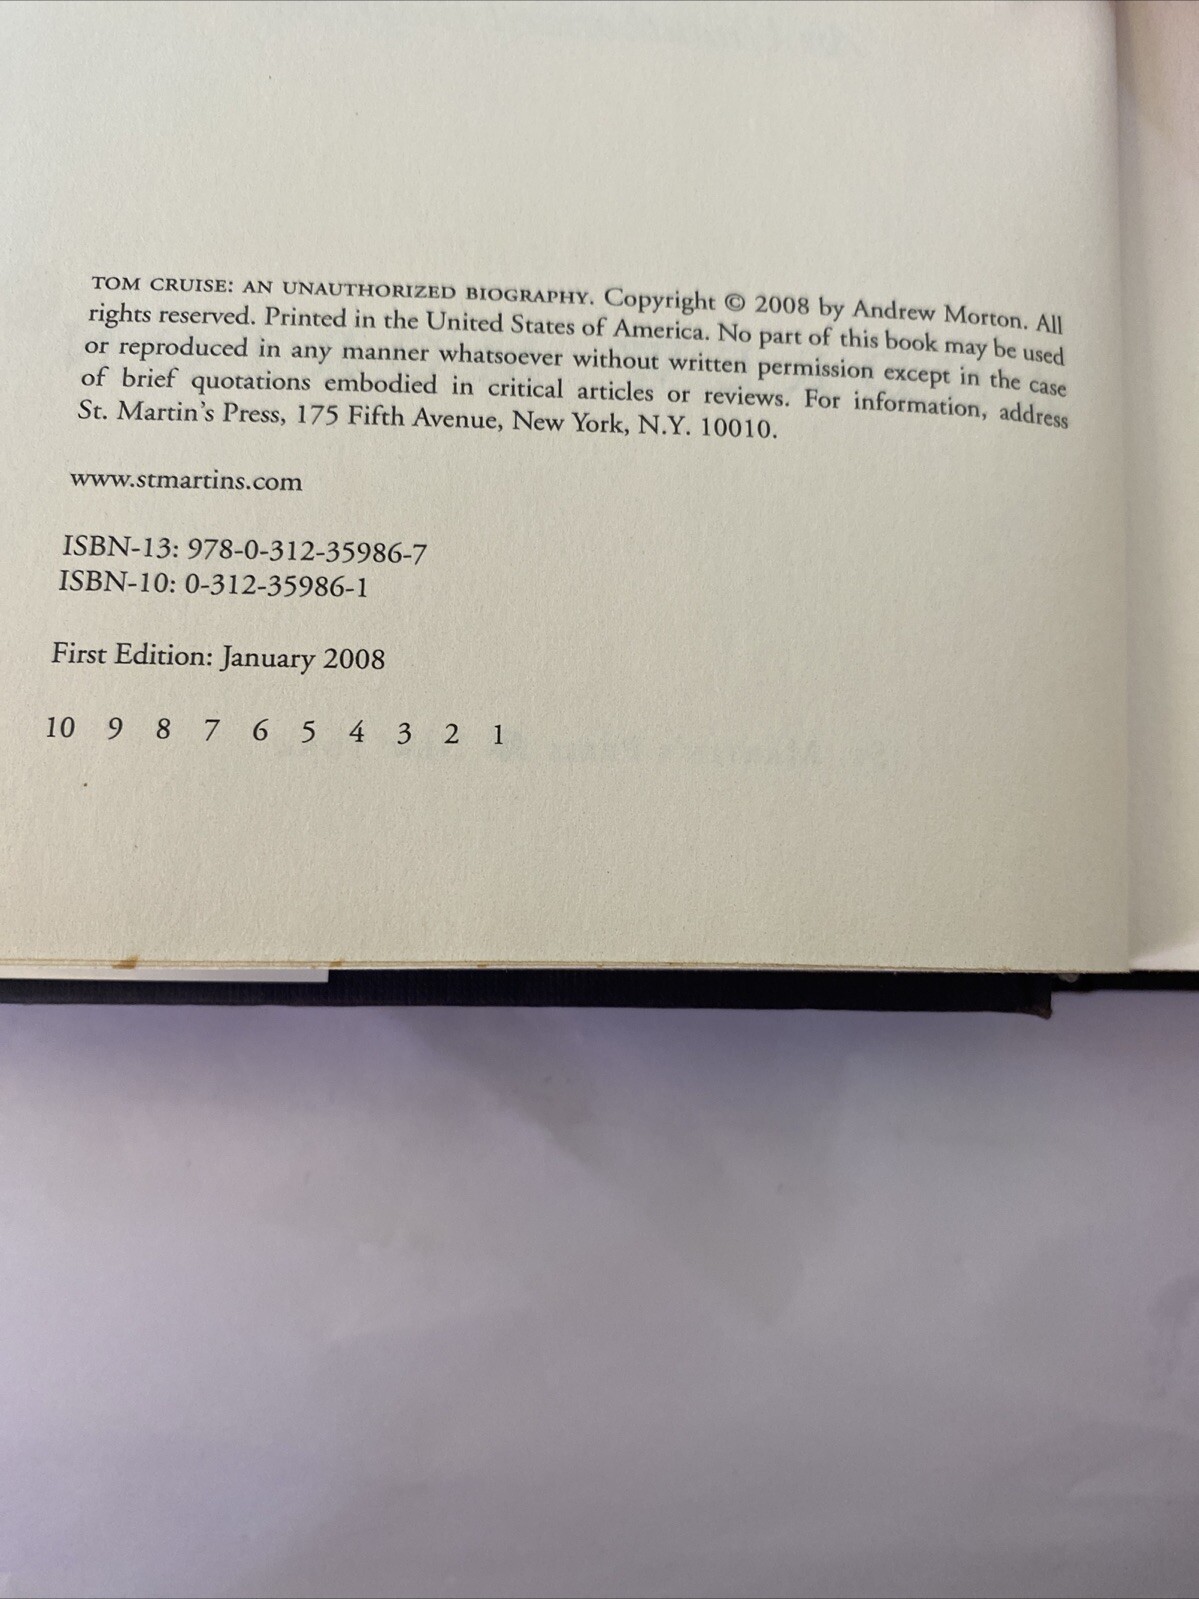 TOM CRUISE: AN UNAUTHORIZED BIOGRAPHY. Copyright © 2008 by Andrew Morton. All
rights reserved. Printed in the United States of America. No part of this book may be used
or reproduced in any manner whatsoever without written permission except in the case
of brief quotations embodied in critical articles or reviews. For information, address
St. Martin's Press, 175 Fifth Avenue, New York, N.Y. 10010.
www.stmartins.com
ISBN-13: 978-0-312-35986-7
ISBN-10: 0-312-35986-1
First Edition: January 2008
10 9 8 7 6 5 4 3 2 1